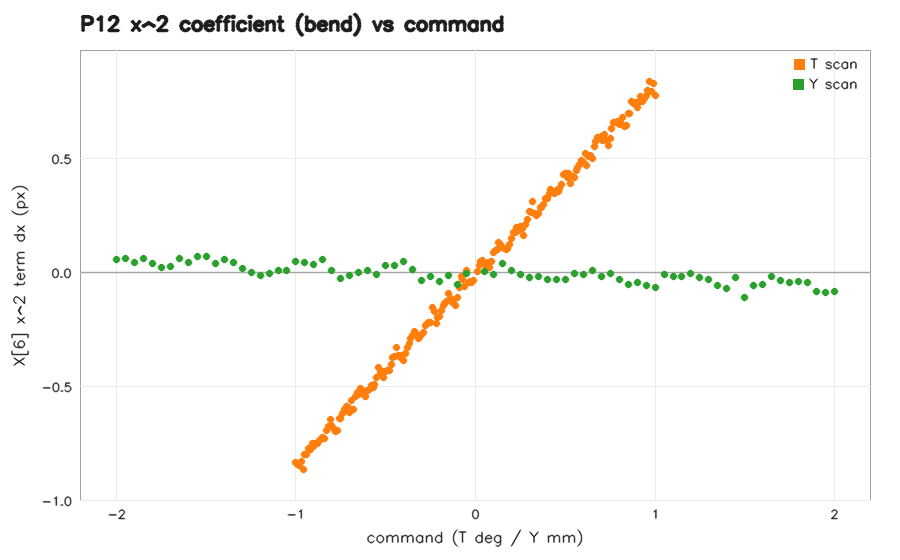 P12 x^2 coefficient (bend) vs command
T scan
Y scan
X[6] x^2 term dx (px)
0.5
0.0
−0.5
−1.0
−2
−1
0
1
2
command (T deg / Y mm)